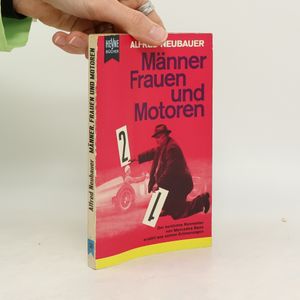 HEYNE
BÜCHER
ALFRED NEUBAUER
Männer
Frauen
und
Motoren
2
1
Der berühmte Rennleiter
von Mercedes Benz
erzählt aus seinen Erinnerungen
Alfred Neubauer MÄNNER, FRAUEN UND MOTOREN